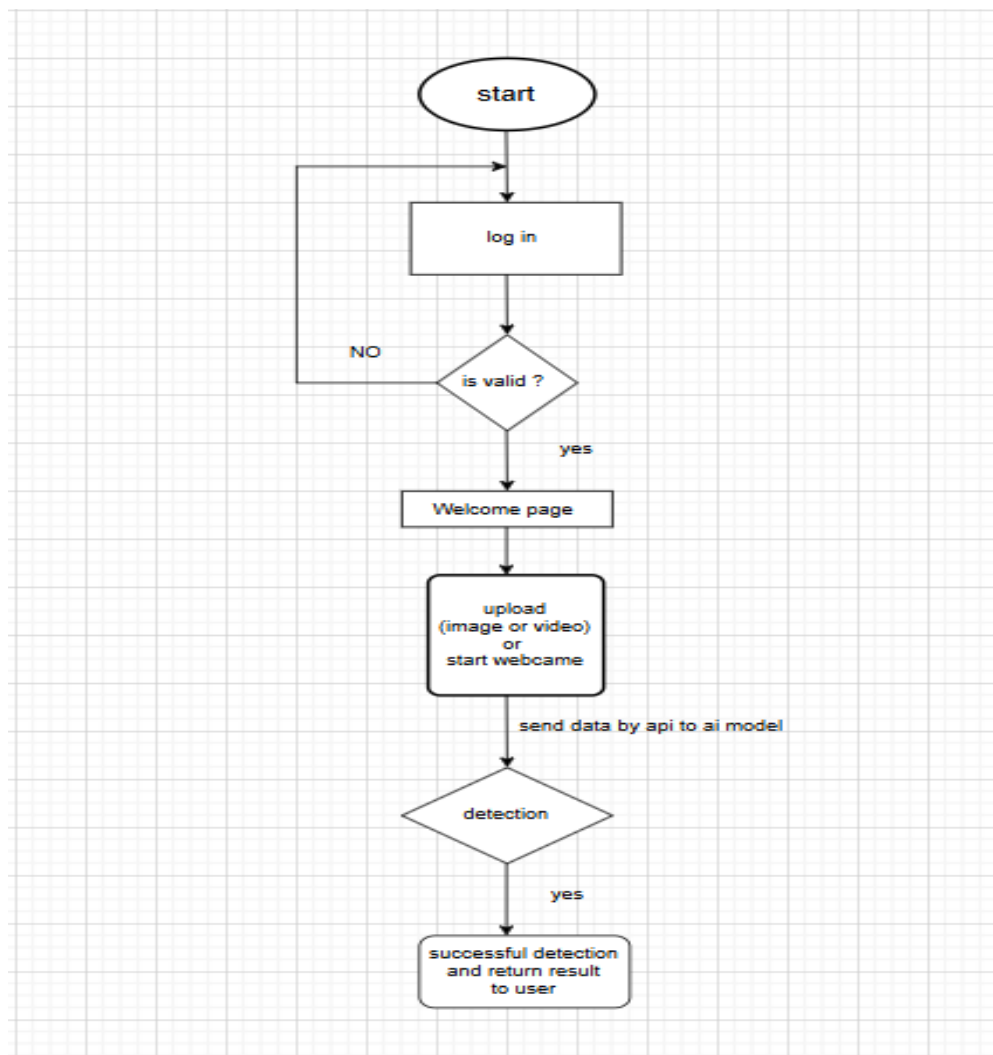 start
log in
NO
is valid ?
yes
Welcome page
upload
(image or video)
or
start webcame
send data by api to ai model
detection
yes
successful detection
and return result
to user